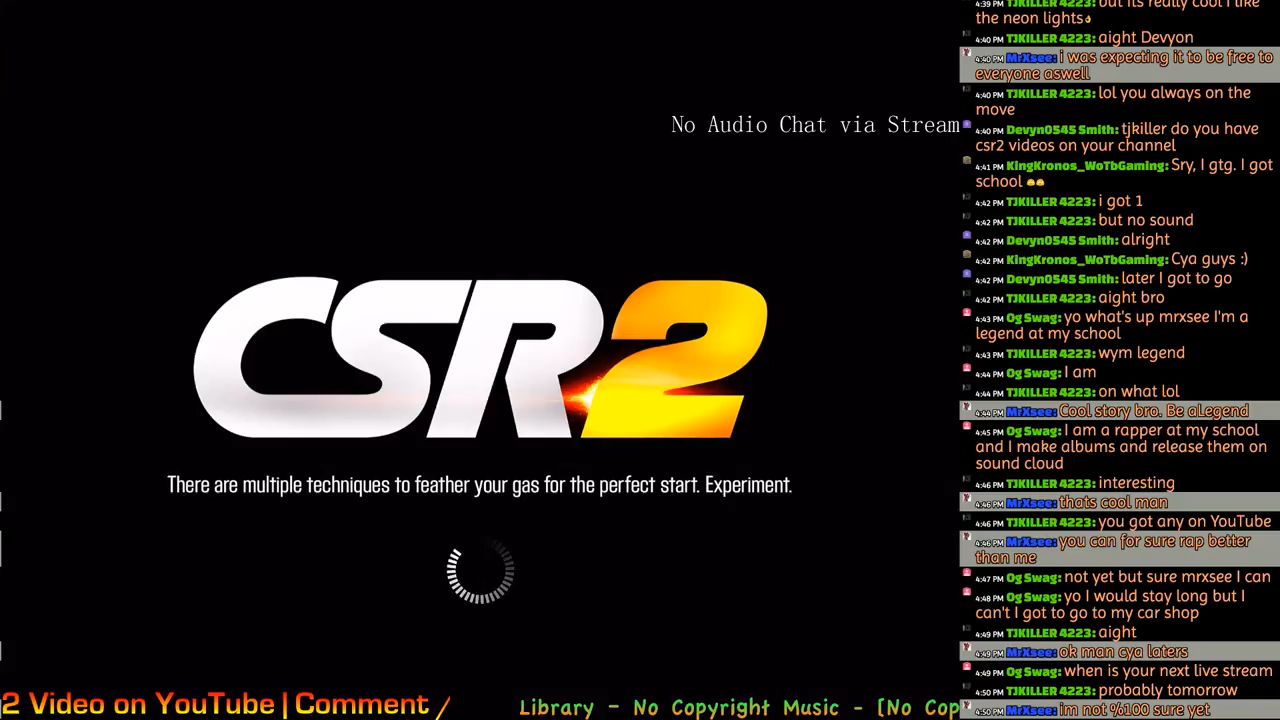 No Audio Chat via Stream
CSR2
There are multiple techniques to feather your gas for the perfect start. Experiment.
2 Video on YouTube | Comment /
Library - No Copyright Music - [No Cop
4:39 PM TJKILLER 4223: but its really cool I like
the neon lights
4:40 PM TJKILLER 4223: aight Devyon
4:40 PM MrXsee: i was expecting it to be free to
everyone aswell
4:40 PM TJKILLER 4223: lol you always on the
move
4:40 PM Devyn0545 Smith: tjkiller do you have
csr2 videos on your channel
4:41 PM KingKronos_WoTbGaming: Sry, I gtg. I got
school
4:42 PM TJKILLER 4223: i got 1
4:42 PM TJKILLER 4223: but no sound
4:42 PM Devyn0545 Smith: alright
4:42 PM KingKronos_WoTbGaming: Cya guys :)
4:42 PM Devyn0545 Smith: later I got to go
4:42 PM TJKILLER 4223: aight bro
4:43 PM Og Swag: yo what's up mrxsee I'm a
legend at my school
4:43 PM TJKILLER 4223: wym legend
4:44 PM Og Swag: I am
4:44 PM TJKILLER 4223: on what lol
4:44 PM MrXsee: Cool story bro. Be aLegend
4:45 PM Og Swag: I am a rapper at my school
and I make albums and release them on
sound cloud
4:46 PM TJKILLER 4223: interesting
4:46 PM MrXsee: thats cool man
4:46 PM TJKILLER 4223: you got any on YouTube
4:46 PM MrXsee: you can for sure rap better
than me
4:47 PM Og Swag: not yet but sure mrxsee I can
4:48 PM Og Swag: yo I would stay long but I
can't I got to go to my car shop
4:49 PM TJKILLER 4223: aight
4:49 PM MrXsee: ok man cya laters
4:49 PM Og Swag: when is your next live stream
4:50 PM TJKILLER 4223: probably tomorrow
4:50 PM MrXsee: im not %100 sure yet